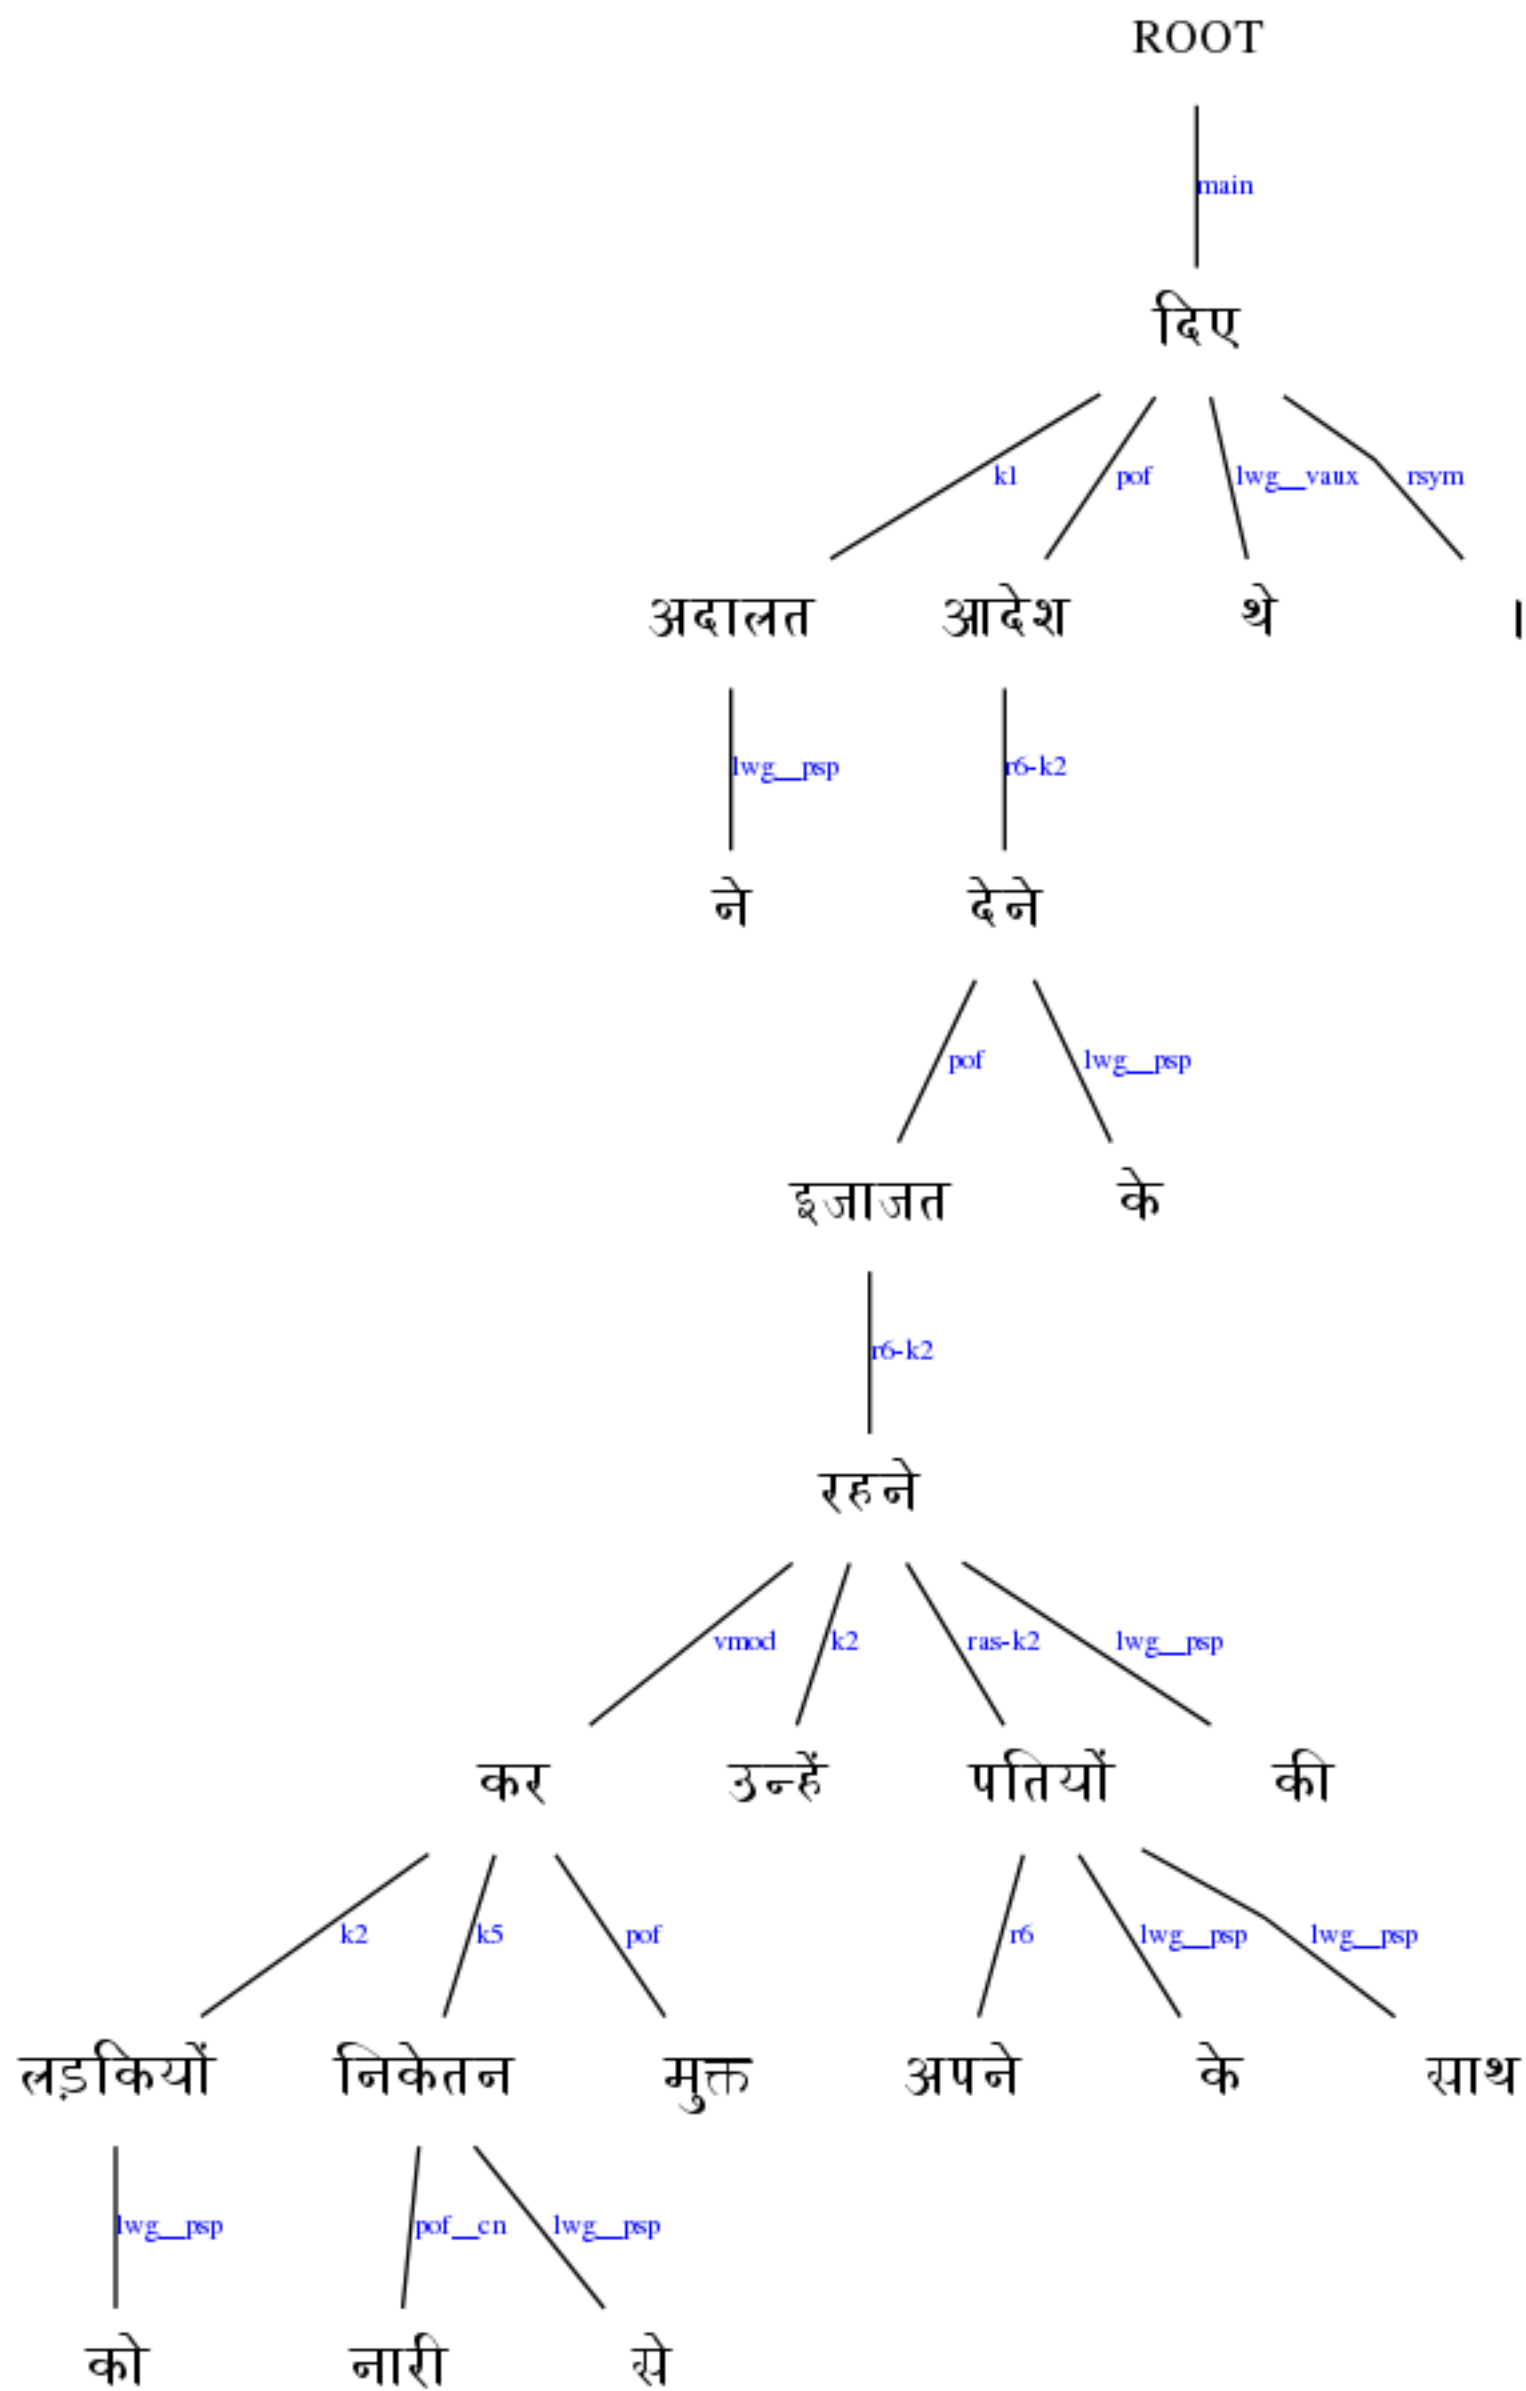 ROOT
main
दिए
k1 pof lwg__vaux rsym
अदालत आदेश थे ।
lwg__psp r6-k2
ने देने
pof lwg__psp
इजाजत के
r6-k2
रहने
vmod k2 ras-k2 lwg__psp
कर उन्हें पतियों की
k2 k5 pof r6 lwg__psp lwg__psp
लड़कियों निकेतन मुक्त अपने के साथ
lwg__psp pof__cn lwg__psp
को नारी से